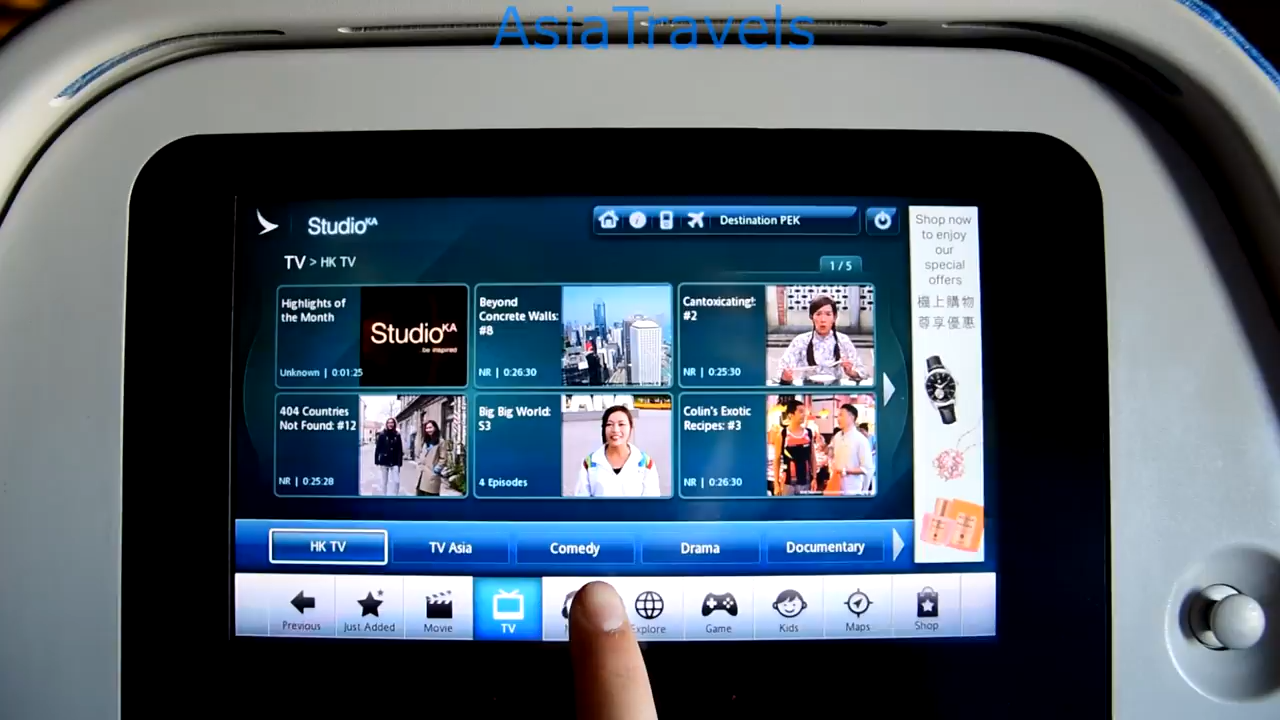 AsiaTravels
StudioKA
Destination PEK
TV > HK TV
1 / 5
Highlights of
the Month
Unknown | 0:01:25
StudioKA
be inspired
Beyond
Concrete Walls:
#8
NR | 0:26:30
Cantoxicating!:
#2
NR | 0:25:30
404 Countries
Not Found: #12
NR | 0:25:28
Big Big World:
S3
4 Episodes
Colin's Exotic
Recipes: #3
NR | 0:26:30
Shop now
to enjoy
our
special
offers
機上購物
尊享優惠
HK TV
TV Asia
Comedy
Drama
Documentary
Previous
Just Added
Movie
TV
Explore
Game
Kids
Maps
Shop